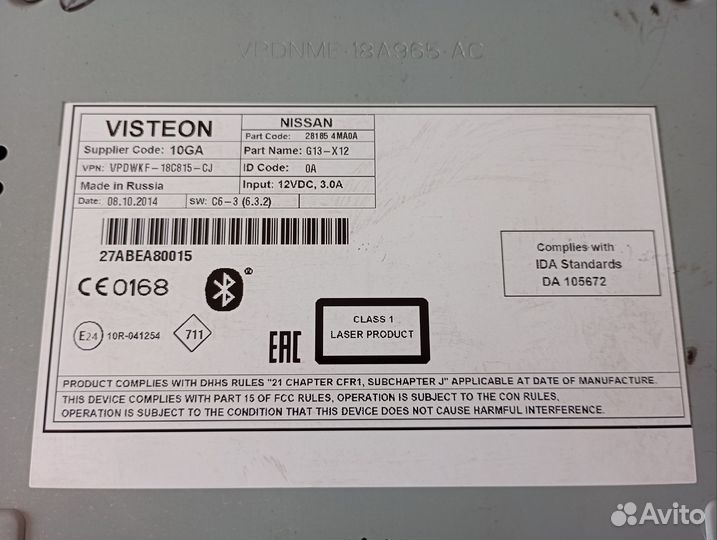 VPDNME-18A965-AC
VISTEON
NISSAN
Part Code: 28185 4MA0A
Supplier Code: 10GA
Part Name: G13-X12
VPN: VPDWKF-18C815-CJ
ID Code: 0A
Made in Russia
Input: 12VDC, 3.0A
Date: 08.10.2014
SW: C6-3 (6.3.2)
27ABEA80015
Complies with
IDA Standards
DA 105672
CE0168
®
CLASS 1
LASER PRODUCT
E24
10R-041254
711
EAC
PRODUCT COMPLIES WITH DHHS RULES "21 CHAPTER CFR1, SUBCHAPTER J" APPLICABLE AT DATE OF MANUFACTURE.
THIS DEVICE COMPLIES WITH PART 15 OF FCC RULES, OPERATION IS SUBJECT TO THE CON RULES,
OPERATION IS SUBJECT TO THE CONDITION THAT THIS DEVICE DOES NOT CAUSE HARMFUL INTERFERENCE.
Avito